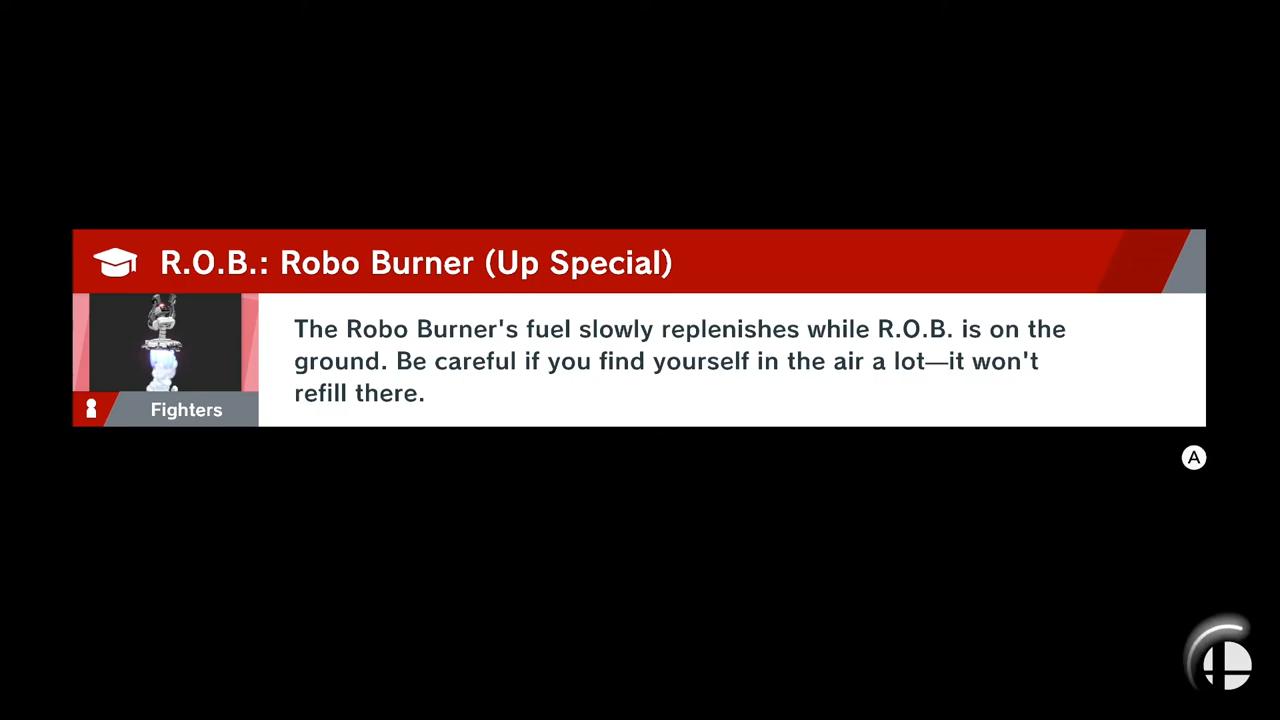 R.O.B.: Robo Burner (Up Special)
The Robo Burner's fuel slowly replenishes while R.O.B. is on the
ground. Be careful if you find yourself in the air a lot—it won't
refill there.
Fighters
A